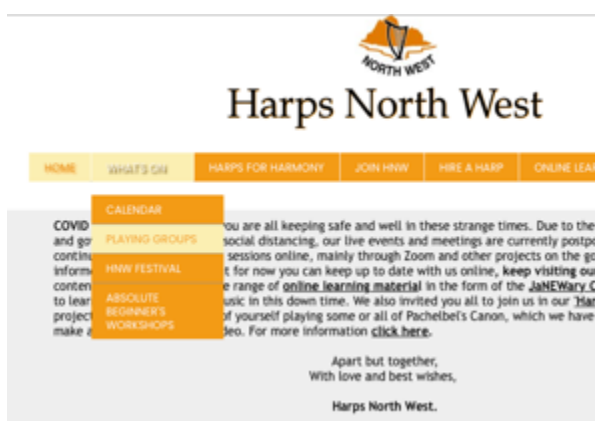 NORTH WEST
Harps North West
HOME WHAT'S ON HARPS FOR HARMONY JOIN HNW HIRE A HARP ONLINE LEA
CALENDAR
PLAYING GROUPS
HNW FESTIVAL
ABSOLUTE
BEGINNER'S
WORKSHOPS
COVID you are all keeping safe and well in these strange times. Due to the
and go social distancing, our live events and meetings are currently postpo
continu sessions online, mainly through Zoom and other projects on the go
inform t for now you can keep up to date with us online, keep visiting our
conten e range of online learning material in the form of the JaNEWary C
to lear usic in this down time. We also invited you all to join us in our 'Har
project of yourself playing some or all of Pachelbel's Canon, which we have
make a deo. For more information click here.
Apart but together,
With love and best wishes,
Harps North West.